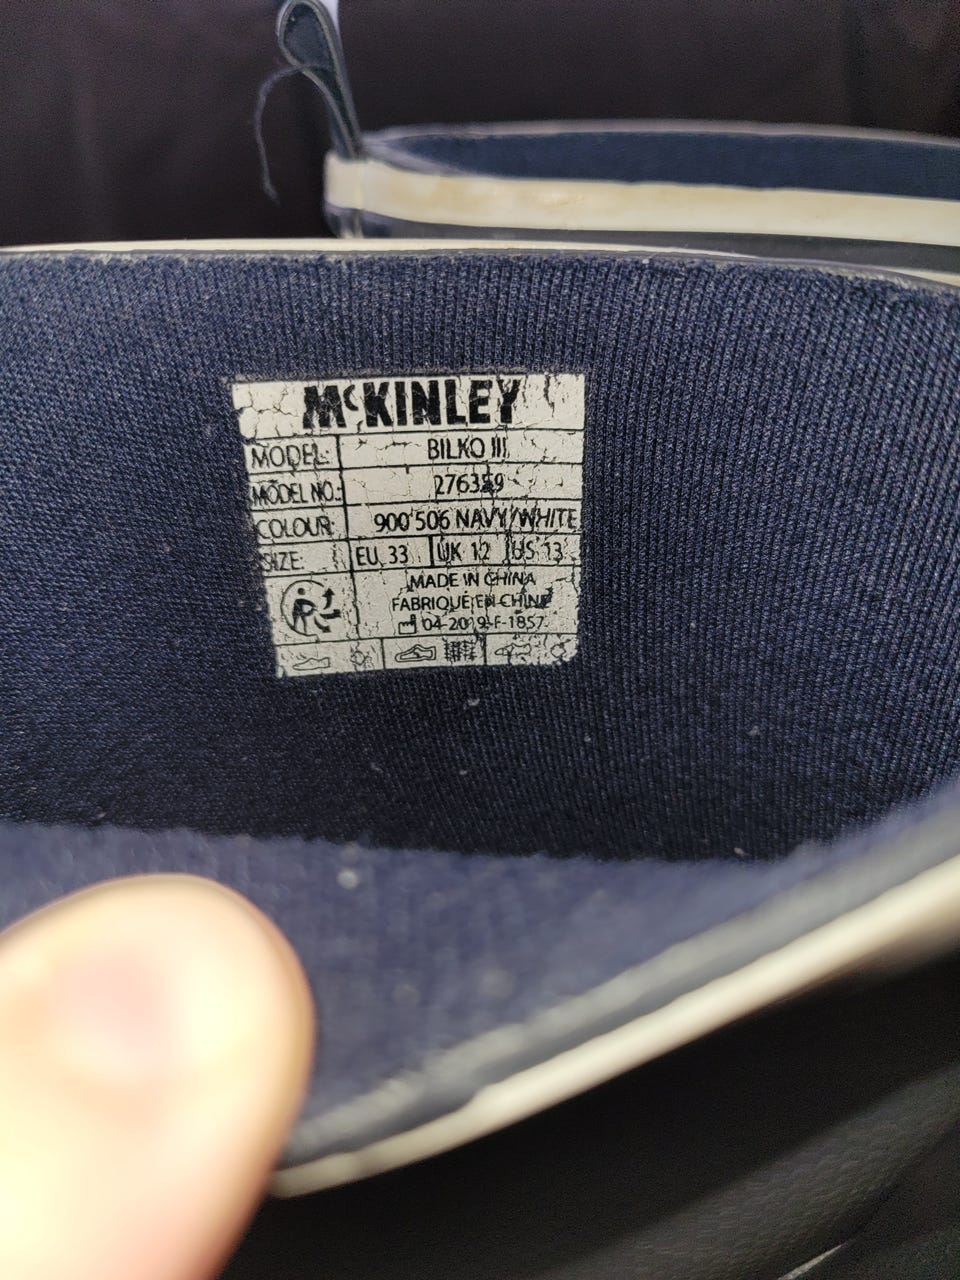 McKINLEY
MODEL: BILKO III
MODEL NO.: 276359
COLOUR: 900'506 NAVY/WHITE
SIZE: EU 33 UK 12 US 13
MADE IN CHINA
FABRIQUÉ EN CHINE
04-2019-F-1857